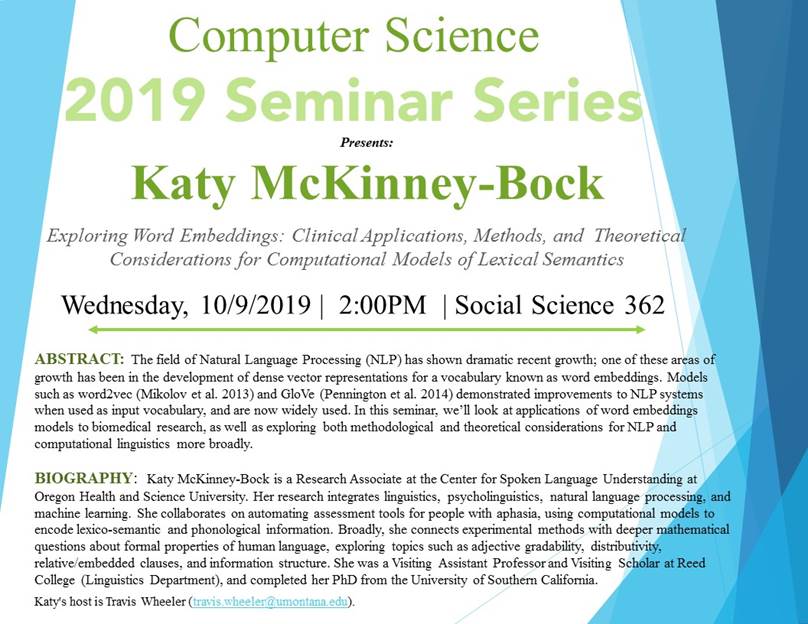 Computer Science
2019 Seminar Series
Presents:
Katy McKinney-Bock
Exploring Word Embeddings: Clinical Applications, Methods, and Theoretical
Considerations for Computational Models of Lexical Semantics
Wednesday, 10/9/2019 | 2:00PM | Social Science 362
ABSTRACT: The field of Natural Language Processing (NLP) has shown dramatic recent growth; one of these areas of
growth has been in the development of dense vector representations for a vocabulary known as word embeddings. Models
such as word2vec (Mikolov et al. 2013) and GloVe (Pennington et al. 2014) demonstrated improvements to NLP systems
when used as input vocabulary, and are now widely used. In this seminar, we'll look at applications of word embeddings
models to biomedical research, as well as exploring both methodological and theoretical considerations for NLP and
computational linguistics more broadly.
BIOGRAPHY: Katy McKinney-Bock is a Research Associate at the Center for Spoken Language Understanding at
Oregon Health and Science University. Her research integrates linguistics, psycholinguistics, natural language processing, and
machine learning. She collaborates on automating assessment tools for people with aphasia, using computational models to
encode lexico-semantic and phonological information. Broadly, she connects experimental methods with deeper mathematical
questions about formal properties of human language, exploring topics such as adjective gradability, distributivity,
relative/embedded clauses, and information structure. She was a Visiting Assistant Professor and Visiting Scholar at Reed
College (Linguistics Department), and completed her PhD from the University of Southern California.
Katy's host is Travis Wheeler (travis.wheeler@umontana.edu).